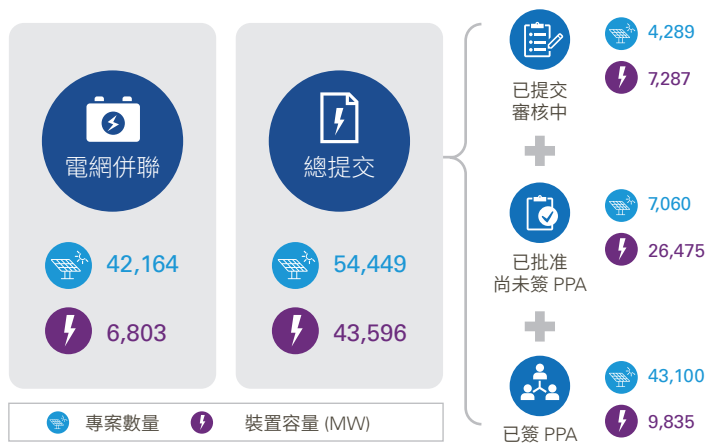 電網併聯
42,164
6,803
總提交
54,449
43,596
已提交
審核中
4,289
7,287
已批准
尚未簽 PPA
7,060
26,475
已簽 PPA
43,100
9,835
專案數量
裝置容量 (MW)